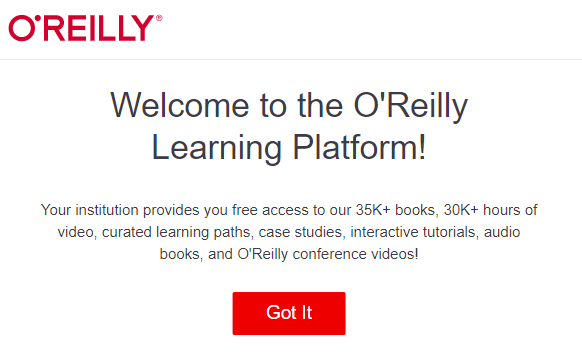 O'REILLY®
Welcome to the O'Reilly
Learning Platform!
Your institution provides you free access to our 35K+ books, 30K+ hours of
video, curated learning paths, case studies, interactive tutorials, audio
books, and O'Reilly conference videos!
Got It